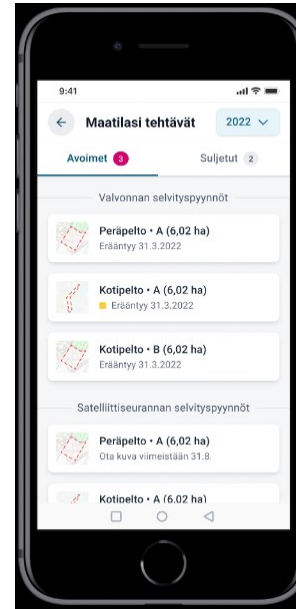 9:41
Maatilasi tehtävät
2022
Avoimet 3
Suljetut 2
Valvonnan selvityspyynnöt
Peräpelto • A (6,02 ha)
Erääntyy 31.3.2022
Kotipelto • A (6,02 ha)
Erääntyy 31.3.2022
Kotipelto • B (6,02 ha)
Erääntyy 31.3.2022
Satelliittiseurannan selvityspyynnöt
Peräpelto • A (6,02 ha)
Ota kuva viimeistään 31.8.
Kotipelto • A (6,02 ha)